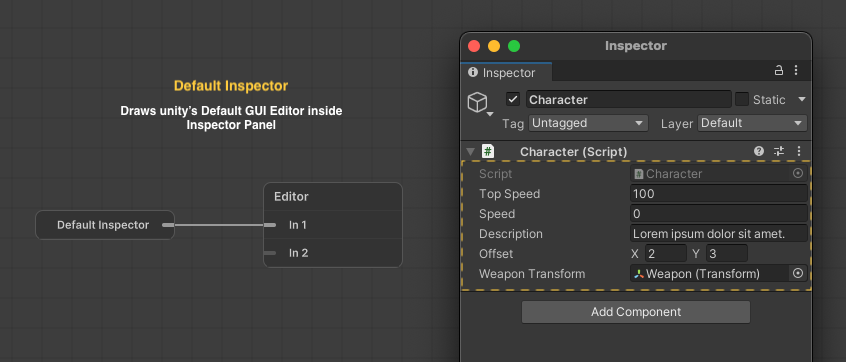 Default Inspector
Draws unity's Default GUI Editor inside
Inspector Panel
Editor
Default Inspector
In 1
In 2
Inspector
Inspector
Character
Static
Tag Untagged Layer Default
# Character (Script)
Script # Character
Top Speed 100
Speed 0
Description Lorem ipsum dolor sit amet.
Offset X 2 Y 3
Weapon Transform Weapon (Transform)
Add Component